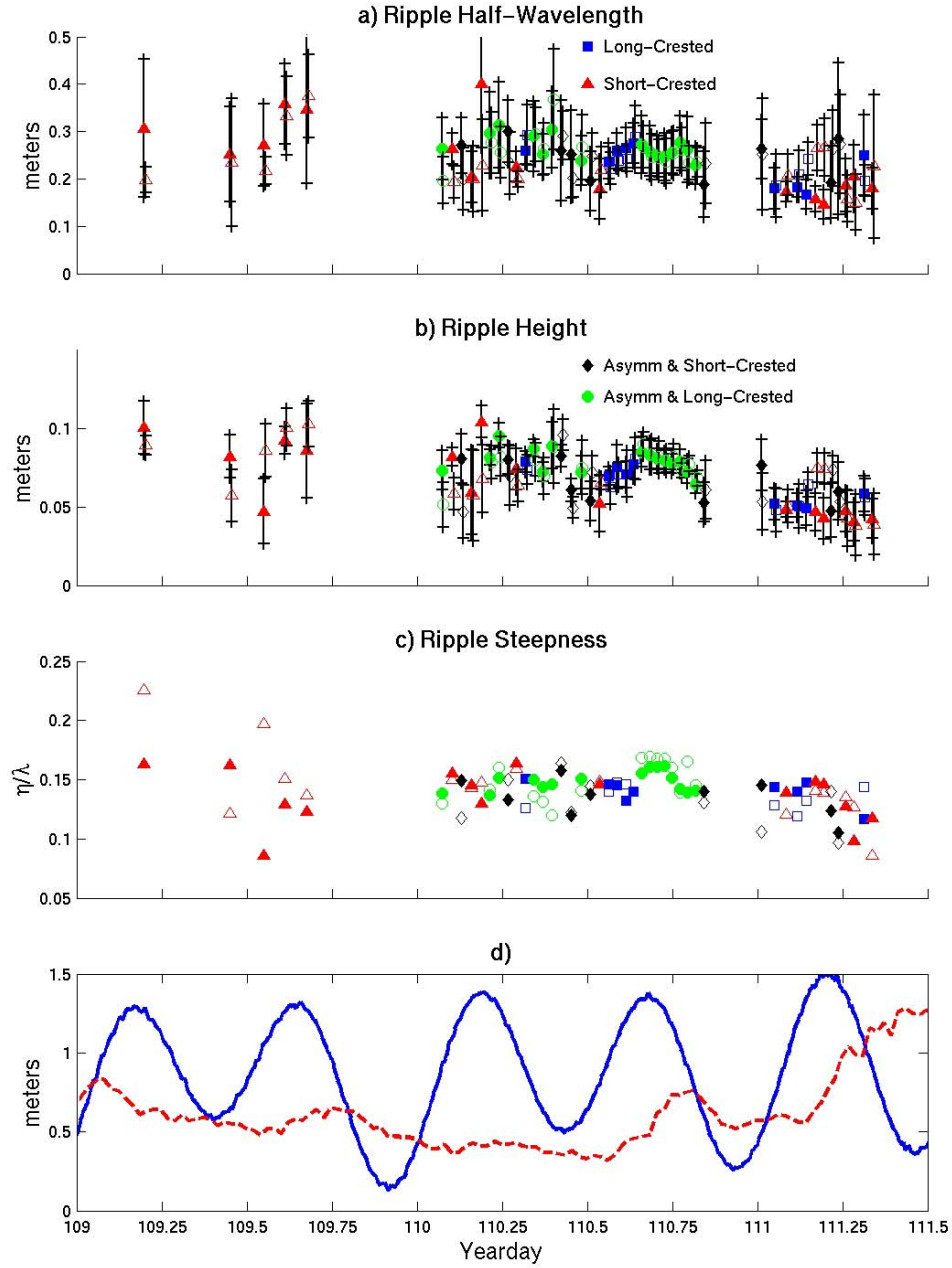 a) Ripple Half-Wavelength
0.5
0.4
0.3
0.2
0.1
0
meters
Long-Crested
Short-Crested
b) Ripple Height
0.1
0.05
0
meters
Asymm & Short-Crested
Asymm & Long-Crested
c) Ripple Steepness
0.25
0.2
0.15
0.1
0.05
η/λ
d)
1.5
1
0.5
0
meters
109 109.25 109.5 109.75 110 110.25 110.5 110.75 111 111.25 111.5
Yearday